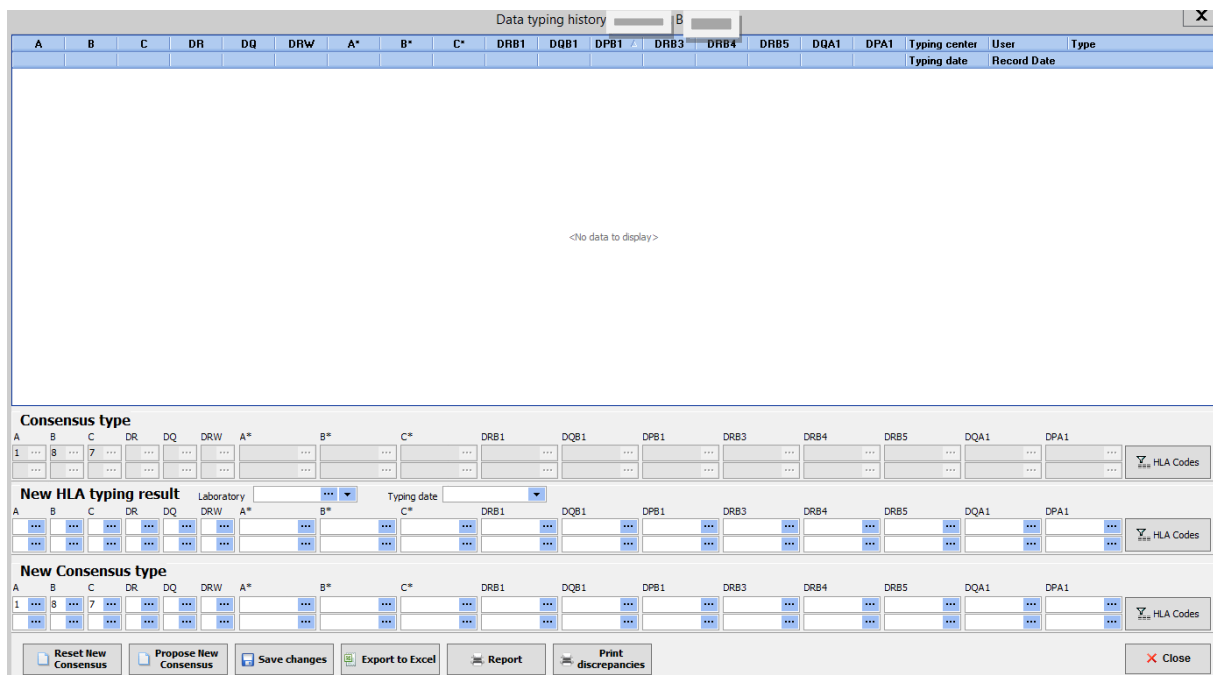 Data typing history B X
A B C DR DQ DRW A* B* C* DRB1 DQB1 DPB1 DRB3 DRB4 DRB5 DQA1 DPA1 Typing center User Type
Typing date Record Date
<No data to display>
Consensus type
A B C DR DQ DRW A* B* C* DRB1 DQB1 DPB1 DRB3 DRB4 DRB5 DQA1 DPA1
1 ... 8 ... 7 ... ... ... ... ... ... ... ... ... ... ... ... ... ... ...
... ... ... ... ... ... ... ... ... ... ... ... ... ... ... ... ...
HLA Codes
New HLA typing result Laboratory ... Typing date
A B C DR DQ DRW A* B* C* DRB1 DQB1 DPB1 DRB3 DRB4 DRB5 DQA1 DPA1
... ... ... ... ... ... ... ... ... ... ... ... ... ... ... ... ...
... ... ... ... ... ... ... ... ... ... ... ... ... ... ... ... ...
HLA Codes
New Consensus type
A B C DR DQ DRW A* B* C* DRB1 DQB1 DPB1 DRB3 DRB4 DRB5 DQA1 DPA1
1 ... 8 ... 7 ... ... ... ... ... ... ... ... ... ... ... ... ... ... ...
... ... ... ... ... ... ... ... ... ... ... ... ... ... ... ... ...
HLA Codes
Reset New
Consensus
Propose New
Consensus
Save changes
Export to Excel
Report
Print
discrepancies
Close